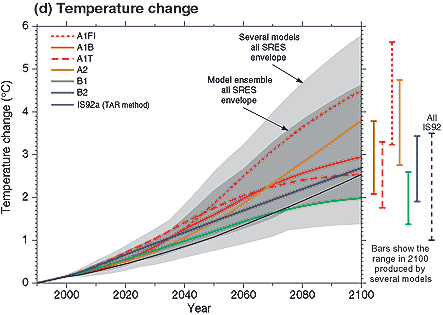 (d) Temperature change
6
5
4
3
2
1
0
Temperature change (°C)
A1FI
A1B
A1T
A2
B1
B2
IS92a (TAR method)
Several models
all SRES
envelope
Model ensemble
all SRES
envelope
All
IS92
Bars show the
range in 2100
produced by
several models
2000 2020 2040 2060 2080 2100
Year